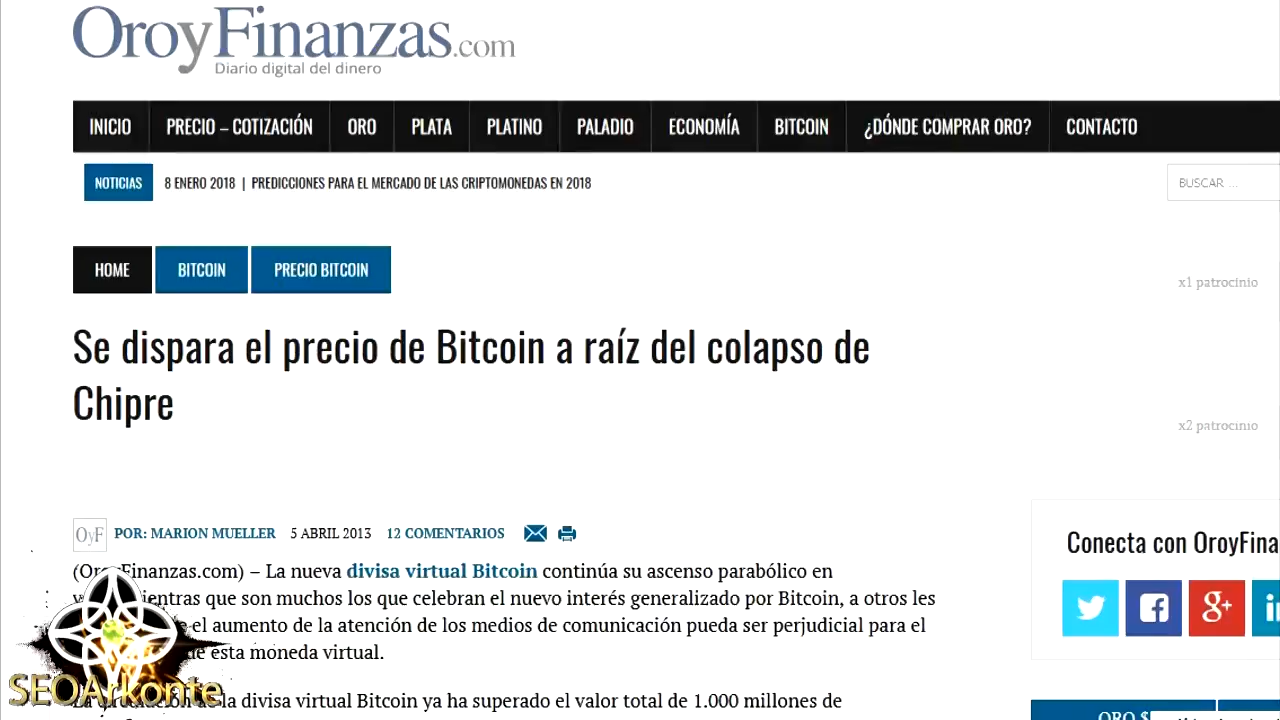 OroyFinanzas.com
Diario digital del dinero
INICIO PRECIO – COTIZACIÓN ORO PLATA PLATINO PALADIO ECONOMÍA BITCOIN ¿DÓNDE COMPRAR ORO? CONTACTO
NOTICIAS 8 ENERO 2018 | PREDICCIONES PARA EL MERCADO DE LAS CRIPTOMONEDAS EN 2018
BUSCAR ...
HOME BITCOIN PRECIO BITCOIN
x1 patrocinio
Se dispara el precio de Bitcoin a raíz del colapso de
Chipre
x2 patrocinio
OyF POR: MARION MUELLER 5 ABRIL 2013 12 COMENTARIOS
Conecta con OroyFina
(OroyFinanzas.com) – La nueva divisa virtual Bitcoin continúa su ascenso parabólico en
que son muchos los que celebran el nuevo interés generalizado por Bitcoin, a otros les
el aumento de la atención de los medios de comunicación pueda ser perjudicial para el
de esta moneda virtual.
SEOArkonte
la divisa virtual Bitcoin ya ha superado el valor total de 1.000 millones de
ORO $